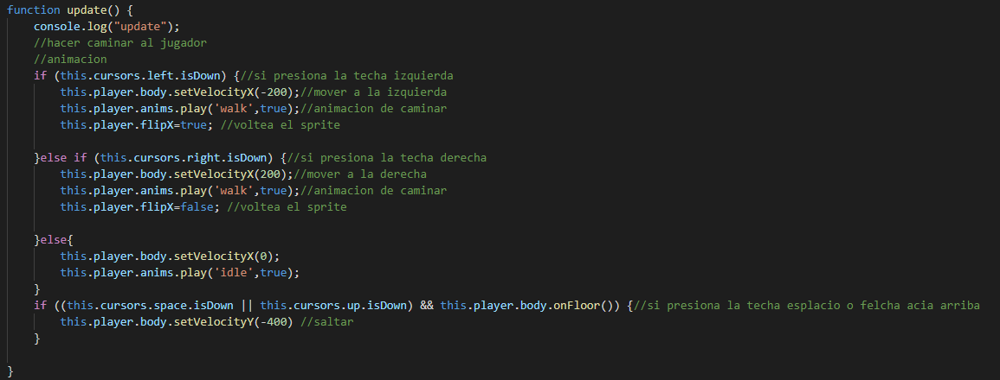 function update() {
    console.log("update");
    //hacer caminar al jugador
    //animacion
    if (this.cursors.left.isDown) {//si presiona la techa izquierda
        this.player.body.setVelocityX(-200);//mover a la izquierda
        this.player.anims.play('walk',true);//animacion de caminar
        this.player.flipX=true; //voltea el sprite

    }else if (this.cursors.right.isDown) {//si presiona la techa derecha
        this.player.body.setVelocityX(200);//mover a la derecha
        this.player.anims.play('walk',true);//animacion de caminar
        this.player.flipX=false; //voltea el sprite

    }else{
        this.player.body.setVelocityX(0);
        this.player.anims.play('idle',true);
    }
    if ((this.cursors.space.isDown || this.cursors.up.isDown) && this.player.body.onFloor()) {//si presiona la techa esplacio o felcha acia arriba
        this.player.body.setVelocityY(-400) //saltar
    }

}